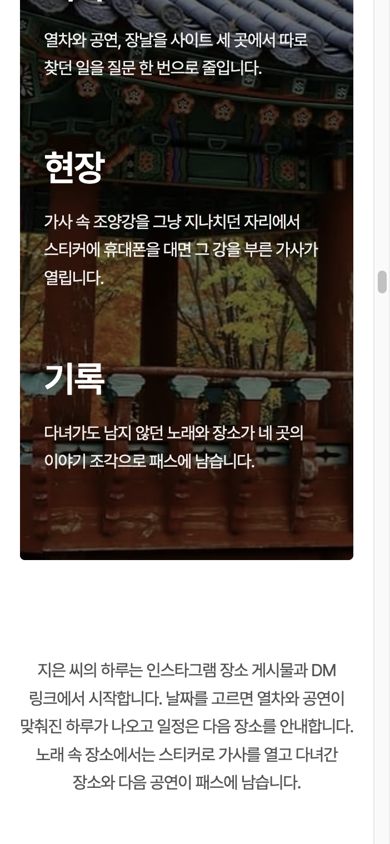 열차와 공연, 장날을 사이트 세 곳에서 따로
찾던 일을 질문 한 번으로 줄입니다.
현장
가사 속 조양강을 그냥 지나치던 자리에서
스티커에 휴대폰을 대면 그 강을 부른 가사가
열립니다.
기록
다녀가도 남지 않던 노래와 장소가 네 곳의
이야기 조각으로 패스에 남습니다.
지은 씨의 하루는 인스타그램 장소 게시물과 DM
링크에서 시작합니다. 날짜를 고르면 열차와 공연이
맞춰진 하루가 나오고 일정은 다음 장소를 안내합니다.
노래 속 장소에서는 스티커로 가사를 열고 다녀간
장소와 다음 공연이 패스에 남습니다.